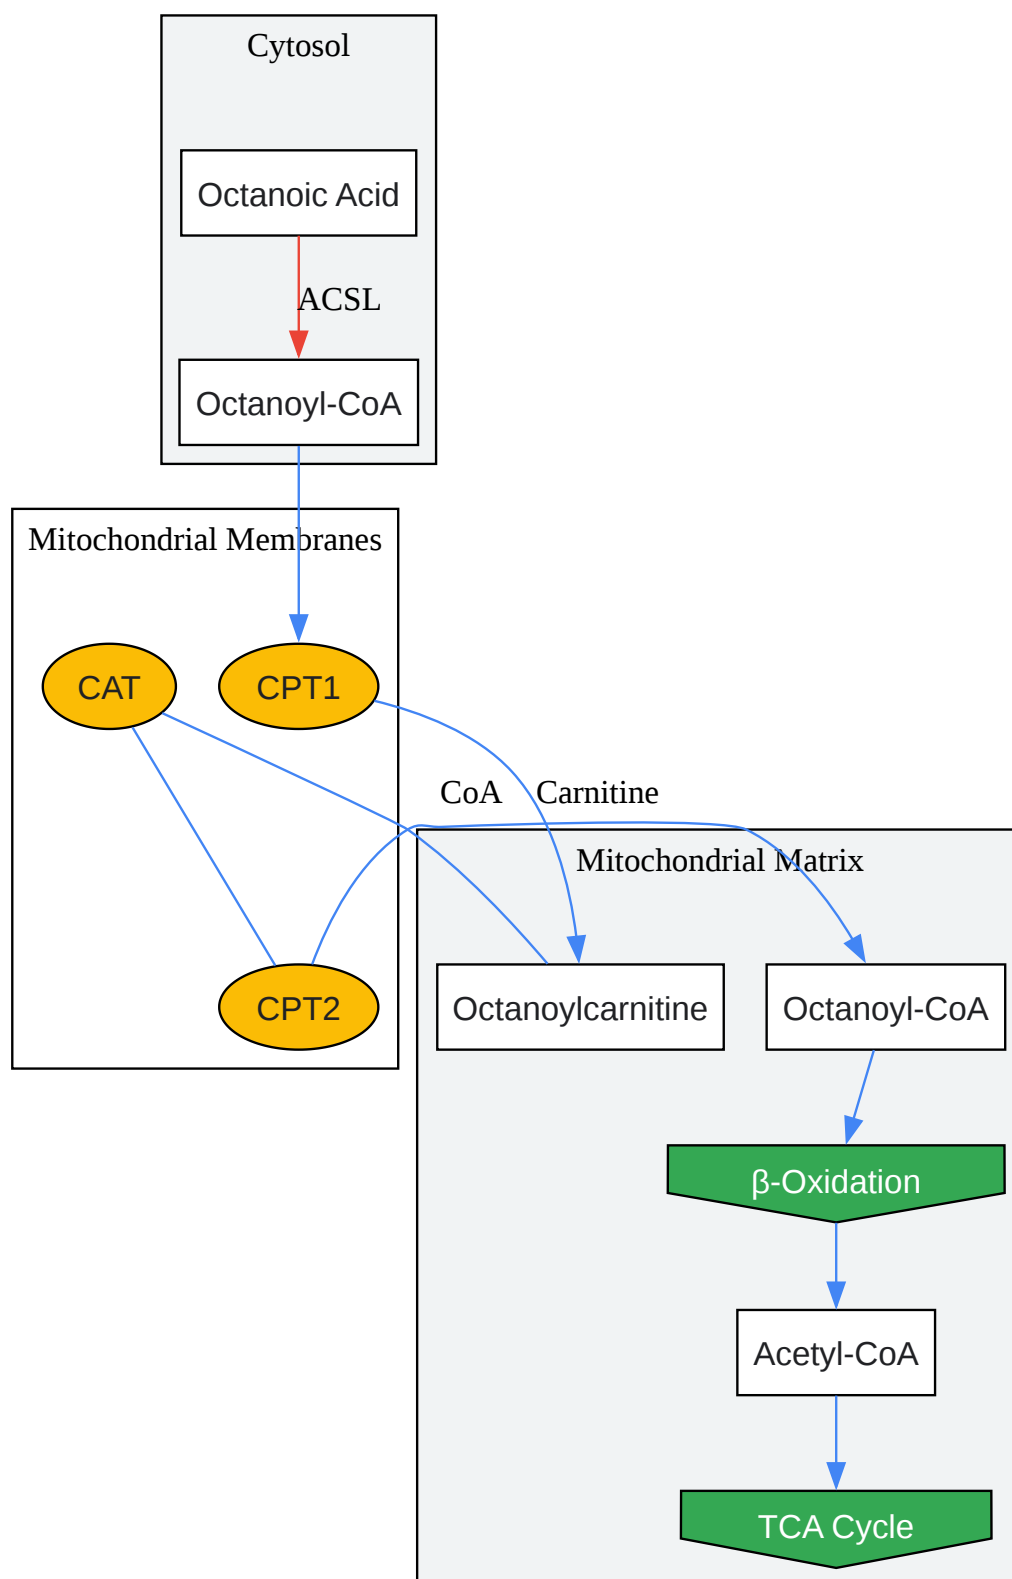 Cytosol
Octanoic Acid
ACSL
Octanoyl-CoA
Mitochondrial Membranes
CAT
CPT1
CoA
Carnitine
Mitochondrial Matrix
CPT2
Octanoylcarnitine
Octanoyl-CoA
β-Oxidation
Acetyl-CoA
TCA Cycle